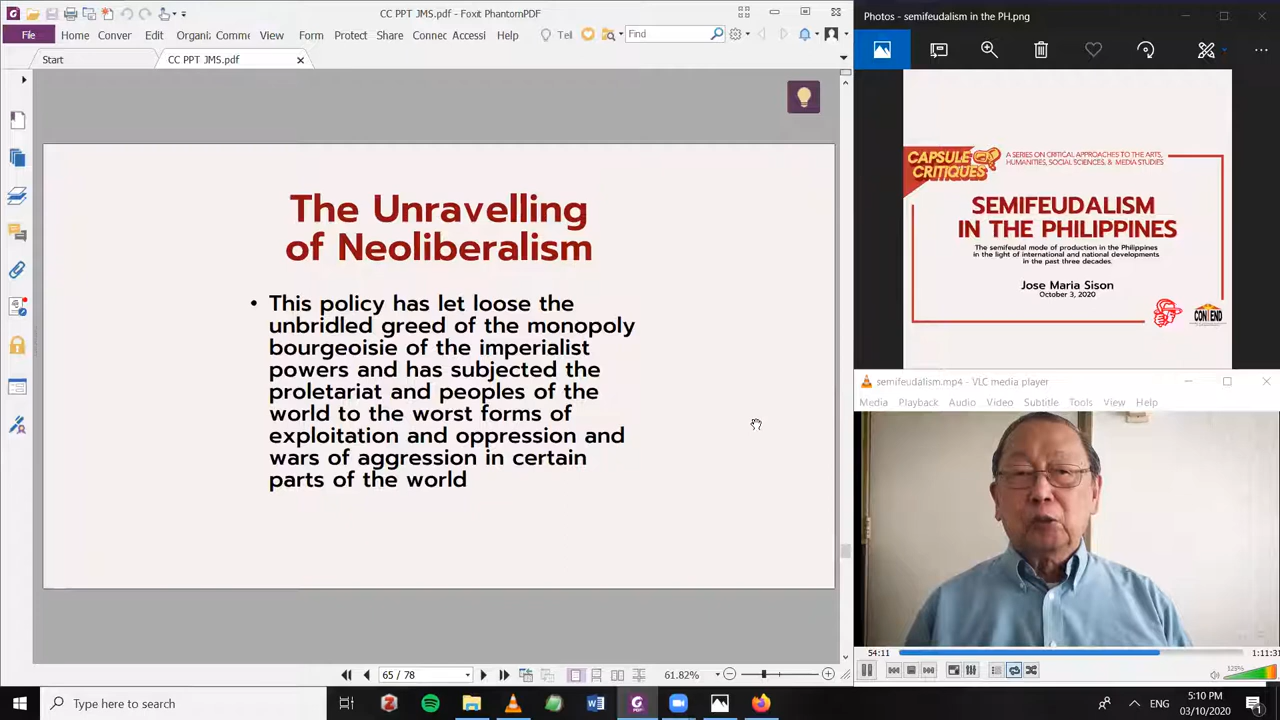 CC PPT JMS.pdf - Foxit PhantomPDF
File Home Conver Edit Organi Comme View Form Protect Share Connec Accessi Help Tell Find
Start CC PPT JMS.pdf
The Unravelling
of Neoliberalism
• This policy has let loose the
unbridled greed of the monopoly
bourgeoisie of the imperialist
powers and has subjected the
proletariat and peoples of the
world to the worst forms of
exploitation and oppression and
wars of aggression in certain
parts of the world
65 / 78
61.82%
Photos - semifeudalism in the PH.png
CAPSULE
CRITIQUES
A SERIES ON CRITICAL APPROACHES TO THE ARTS,
HUMANITIES, SOCIAL SCIENCES, & MEDIA STUDIES
SEMIFEUDALISM
IN THE PHILIPPINES
The semifeudal mode of production in the Philippines
in the light of international and national developments
in the past three decades.
Jose Maria Sison
October 3, 2020
CONTEND
semifeudalism.mp4 - VLC media player
Media Playback Audio Video Subtitle Tools View Help
54:11 1:11:31
125%
Type here to search
ENG
5:10 PM
03/10/2020